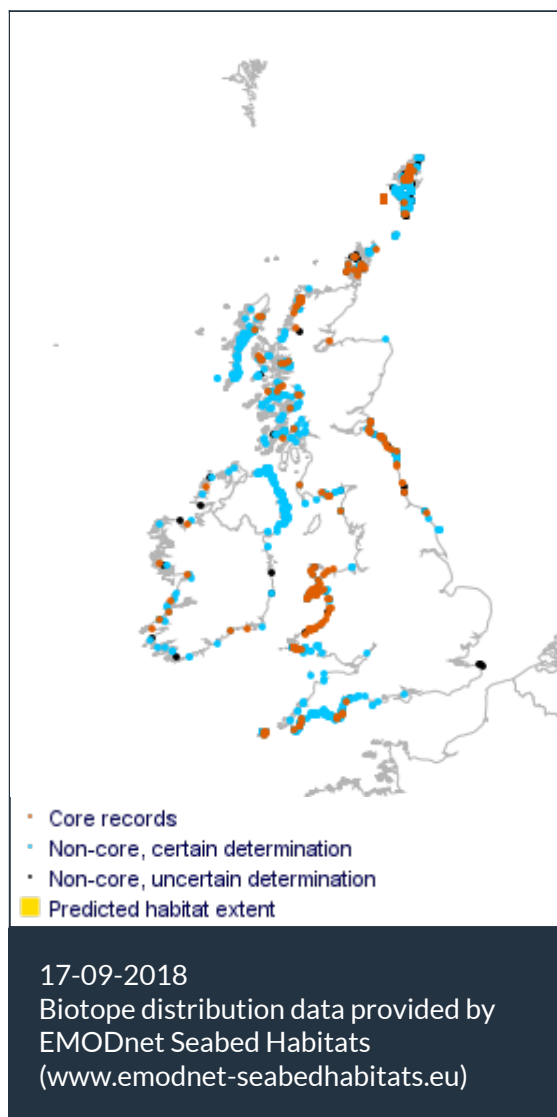 Core records
Non-core, certain determination
Non-core, uncertain determination
Predicted habitat extent
17-09-2018
Biotope distribution data provided by
EMODnet Seabed Habitats
(www.emodnet-seabedhabitats.eu)